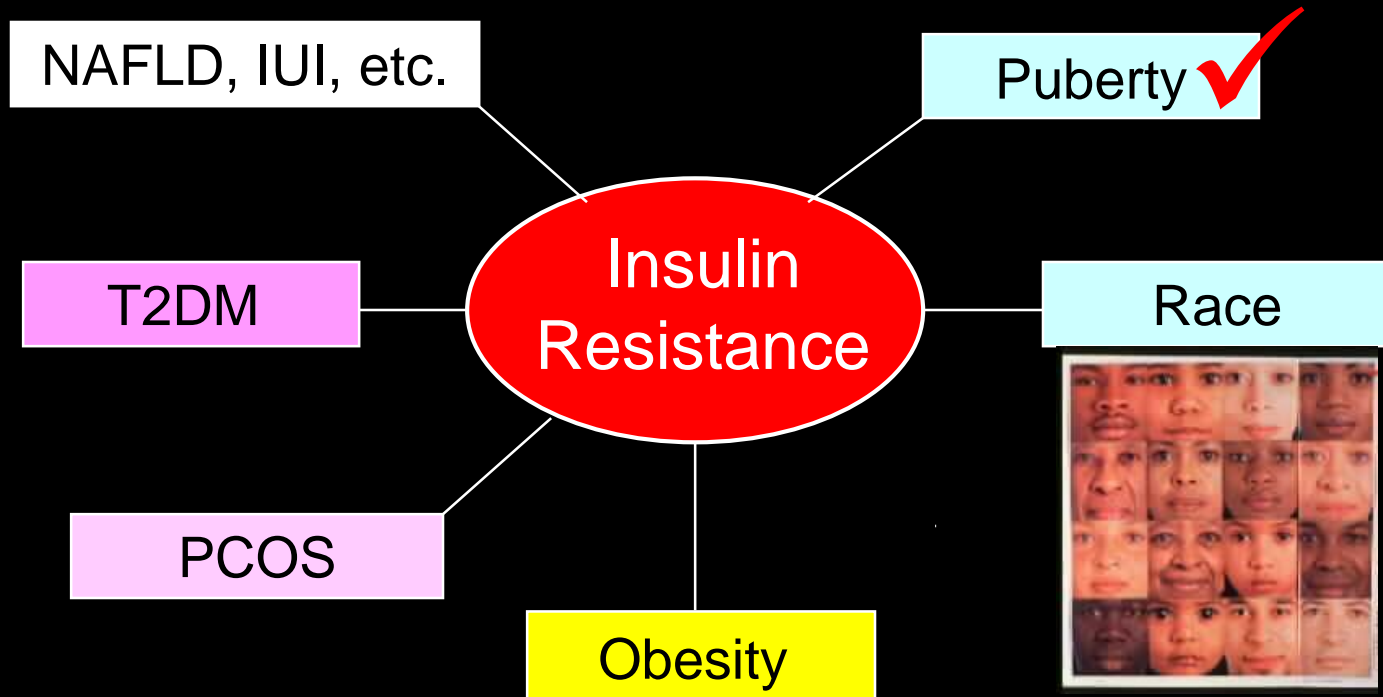 NAFLD, IUI, etc.
Puberty
Insulin
Resistance
T2DM
Race
PCOS
Obesity